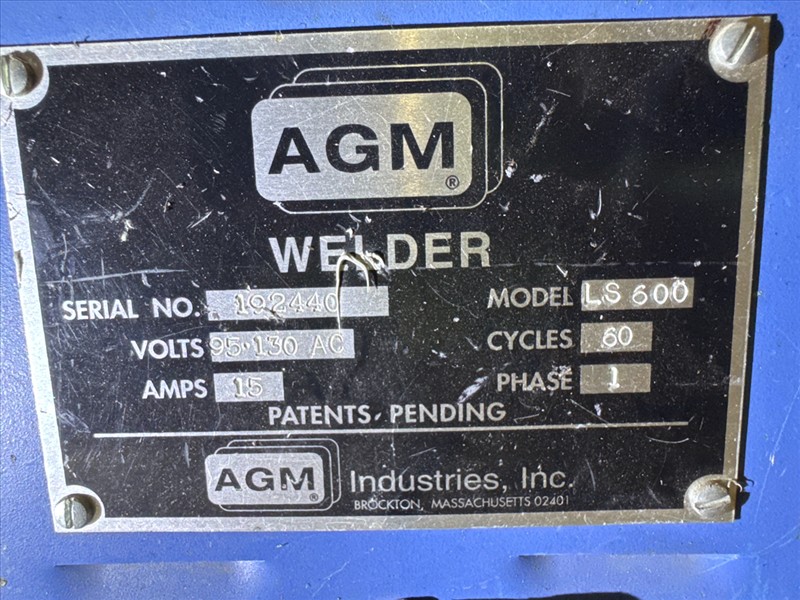 AGM®
WELDER
SERIAL NO. 192440
MODEL LS 600
VOLTS 95-130 AC
CYCLES 60
AMPS 15
PHASE 1
PATENTS PENDING
AGM® Industries, Inc.
BROCKTON, MASSACHUSETTS 02401